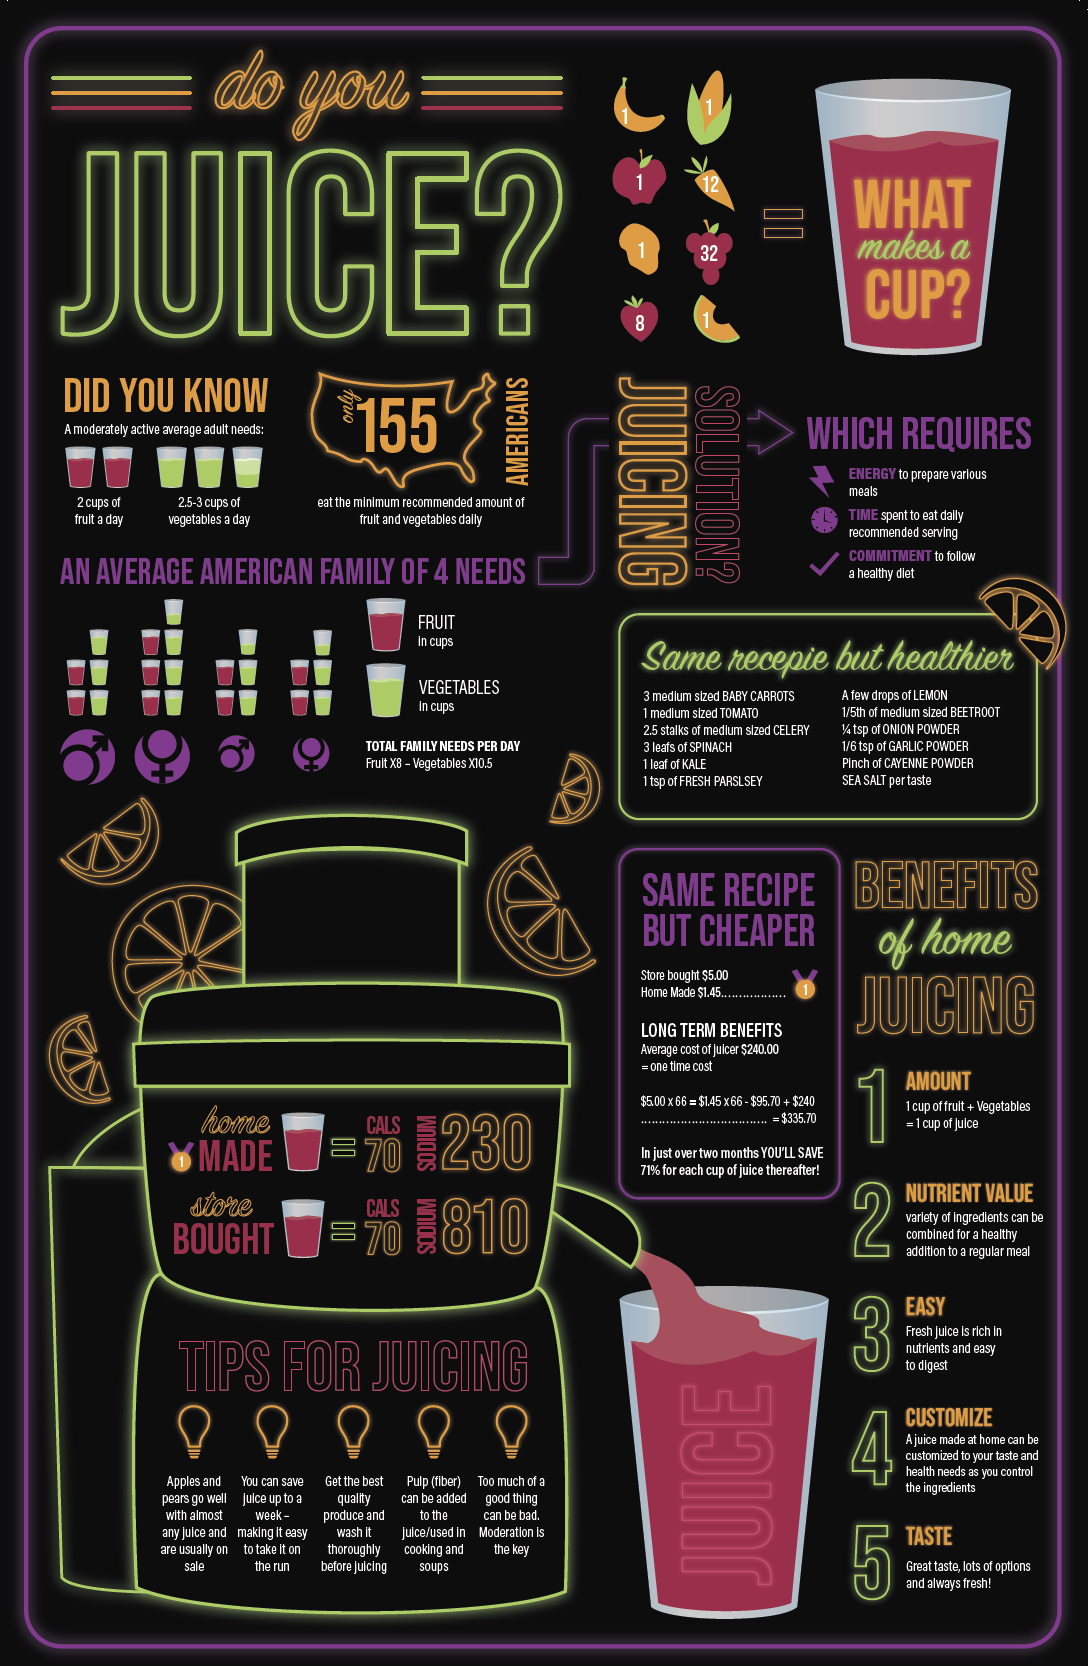 do you
JUICE?
1
1
1
12
1
32
8
1
WHAT
makes a
CUP?
DID YOU KNOW
A moderately active average adult needs:
2 cups of
fruit a day
2.5-3 cups of
vegetables a day
only
155
AMERICANS
eat the minimum recommended amount of
fruit and vegetables daily
JUICING
SOLUTION?
WHICH REQUIRES
ENERGY to prepare various
meals
TIME spent to eat daily
recommended serving
COMMITMENT to follow
a healthy diet
AN AVERAGE AMERICAN FAMILY OF 4 NEEDS
FRUIT
in cups
VEGETABLES
in cups
TOTAL FAMILY NEEDS PER DAY
Fruit X8 – Vegetables X10.5
Same recepie but healthier
3 medium sized BABY CARROTS
1 medium sized TOMATO
2.5 stalks of medium sized CELERY
3 leafs of SPINACH
1 leaf of KALE
1 tsp of FRESH PARSLSEY
A few drops of LEMON
1/5th of medium sized BEETROOT
¼ tsp of ONION POWDER
1/6 tsp of GARLIC POWDER
Pinch of CAYENNE POWDER
SEA SALT per taste
SAME RECIPE
BUT CHEAPER
Store bought $5.00
Home Made $1.45..................
1
LONG TERM BENEFITS
Average cost of juicer $240.00
= one time cost
$5.00 x 66 = $1.45 x 66 - $95.70 + $240
................................... = $335.70
In just over two months YOU'LL SAVE
71% for each cup of juice thereafter!
BENEFITS
of home
JUICING
1
AMOUNT
1 cup of fruit + Vegetables
= 1 cup of juice
2
NUTRIENT VALUE
variety of ingredients can be
combined for a healthy
addition to a regular meal
3
EASY
Fresh juice is rich in
nutrients and easy
to digest
4
CUSTOMIZE
A juice made at home can be
customized to your taste and
health needs as you control
the ingredients
5
TASTE
Great taste, lots of options
and always fresh!
home
1
MADE
=
CALS
70
SODIUM
230
store
BOUGHT
=
CALS
70
SODIUM
810
TIPS FOR JUICING
Apples and
pears go well
with almost
any juice and
are usually on
sale
You can save
juice up to a
week –
making it easy
to take it on
the run
Get the best
quality
produce and
wash it
thoroughly
before juicing
Pulp (fiber)
can be added
to the
juice/used in
cooking and
soups
Too much of a
good thing
can be bad.
Moderation is
the key
JUICE